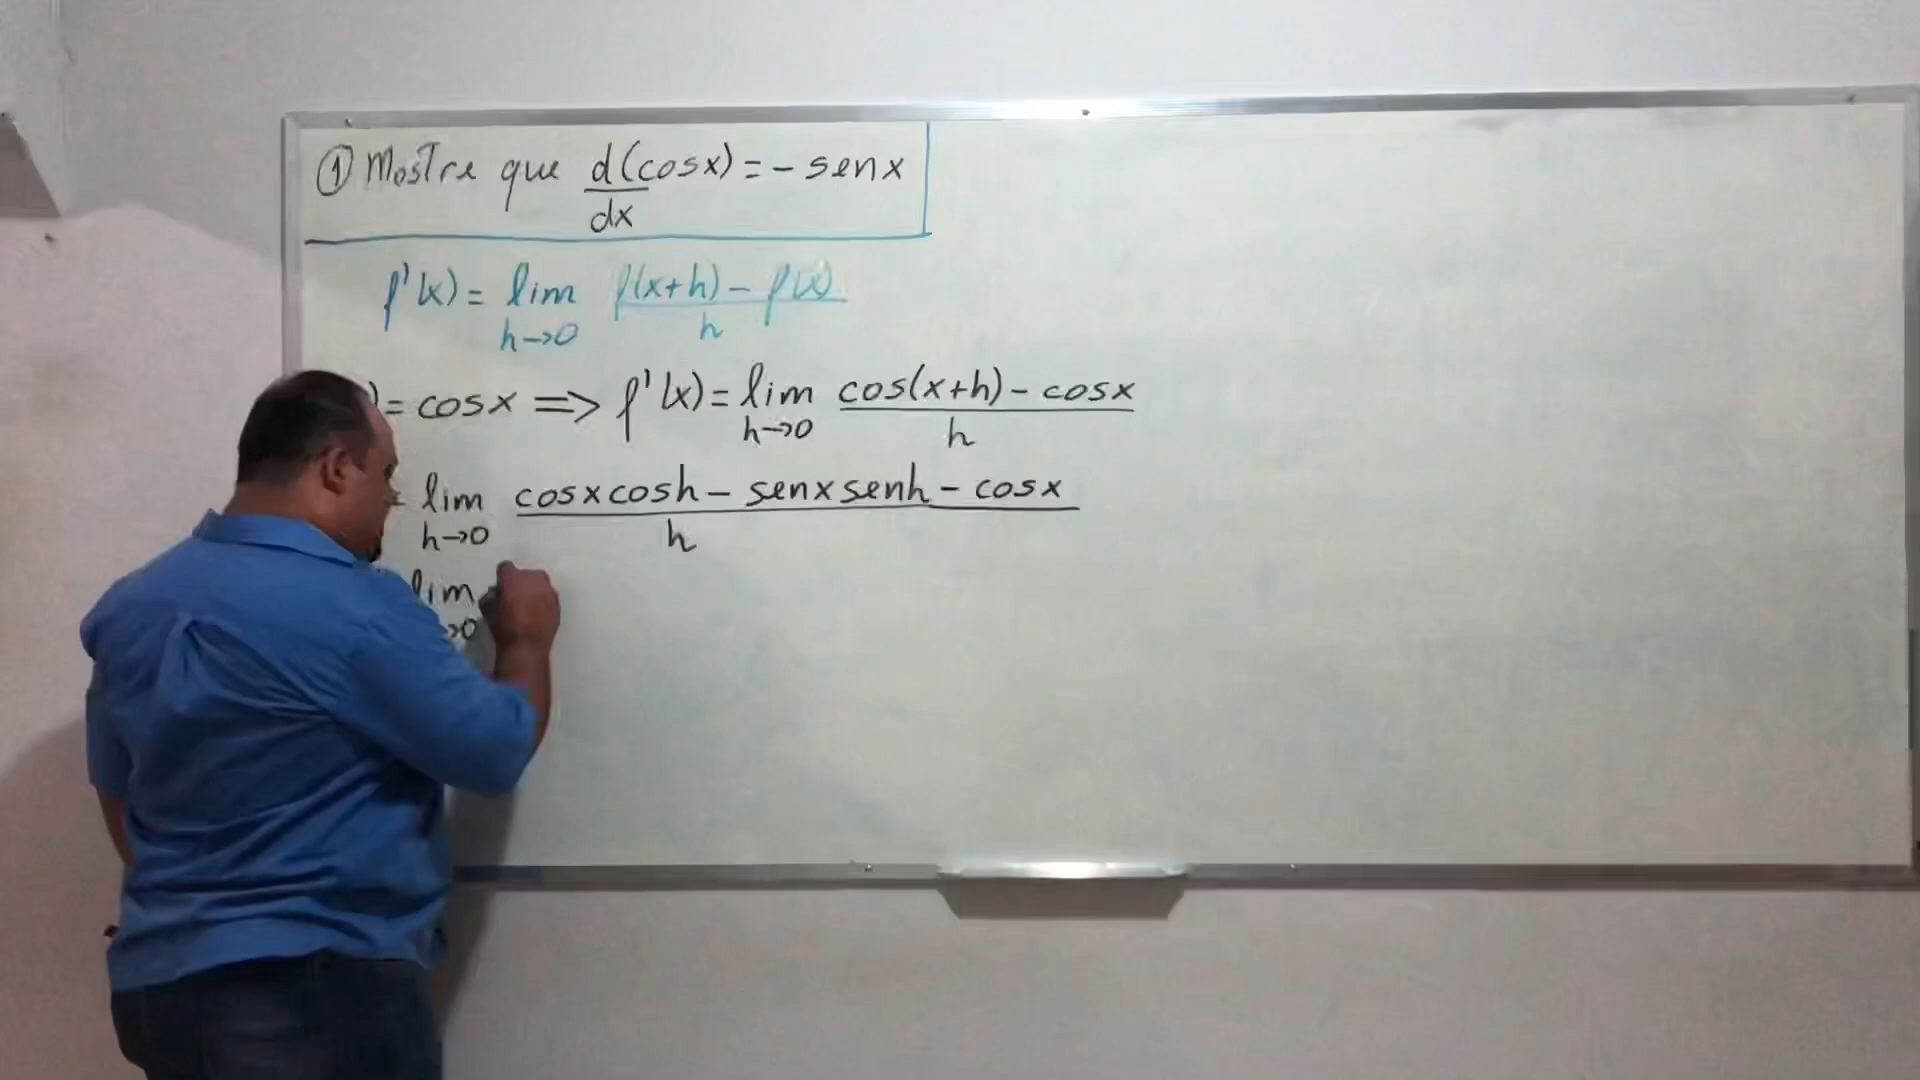 ① Mostre que d(cosx)/dx = - senx
f'(x) = lim h→0 f(x+h) - f(x) / h
) = cosx => f'(x) = lim h→0 cos(x+h) - cosx / h
= lim h→0 cosxcosh - senxsenh - cosx / h
lim →0